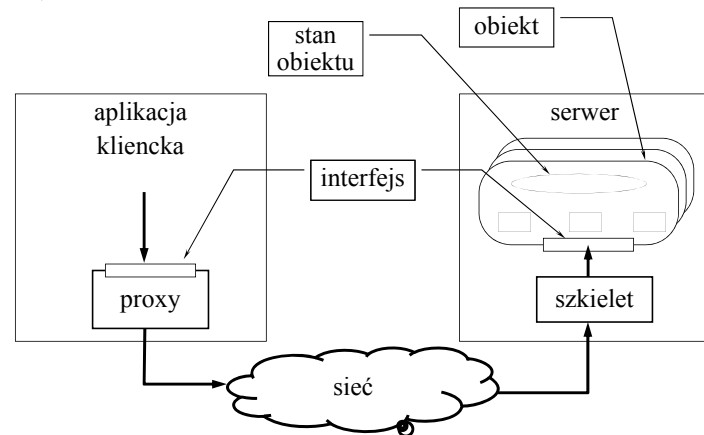 stan
obiektu
obiekt
aplikacja
kliencka
serwer
interfejs
proxy
szkielet
sieć